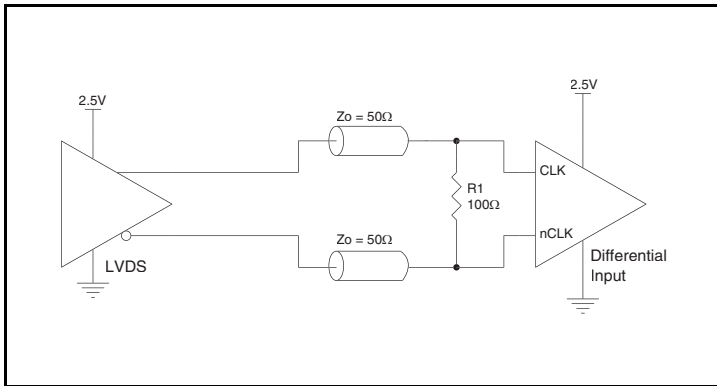 2.5V
2.5V
Zo = 50Ω
CLK
R1
100Ω
nCLK
Zo = 50Ω
LVDS
Differential
Input